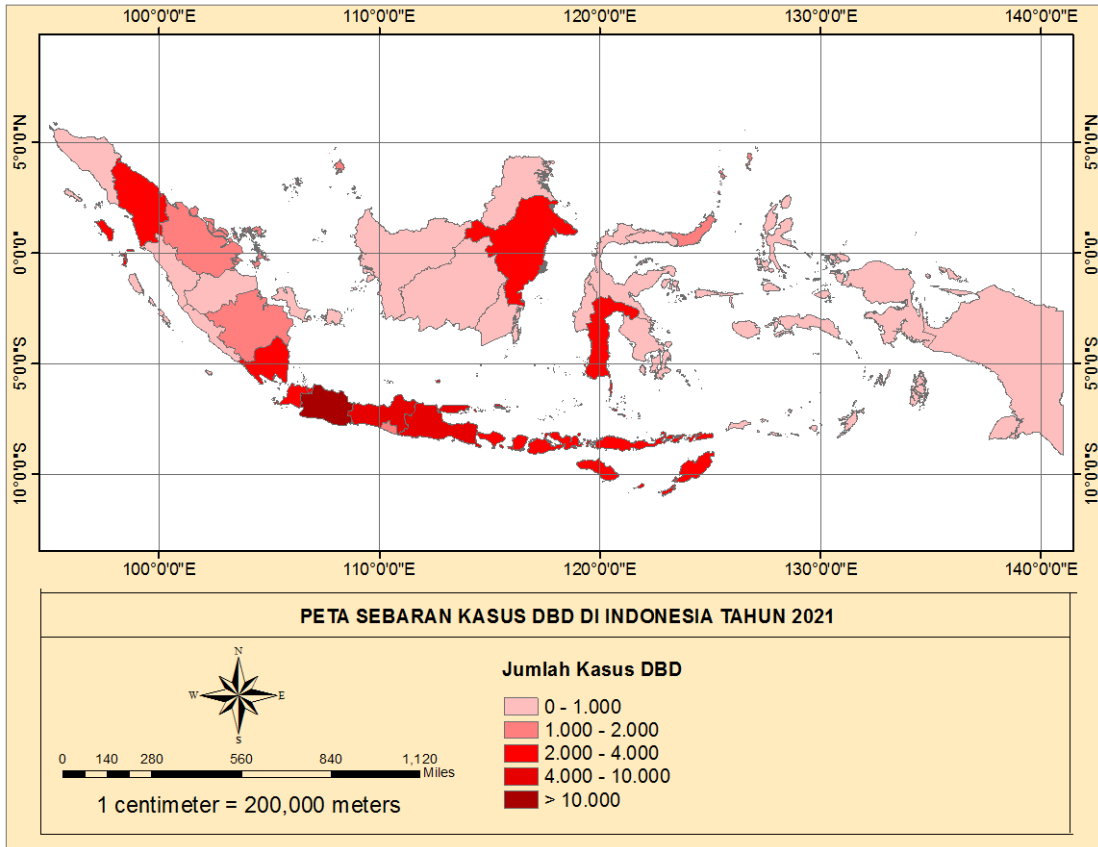 100°0'0"E 110°0'0"E 120°0'0"E 130°0'0"E 140°0'0"E
5°0'0"N 5°0'0"N
0°0'0" 0°0'0"
5°0'0"S 5°0'0"S
10°0'0"S 10°0'0"S
100°0'0"E 110°0'0"E 120°0'0"E 130°0'0"E 140°0'0"E
PETA SEBARAN KASUS DBD DI INDONESIA TAHUN 2021
N
W E
S
0 140 280 560 840 1,120
Miles
1 centimeter = 200,000 meters
Jumlah Kasus DBD
0 - 1.000
1.000 - 2.000
2.000 - 4.000
4.000 - 10.000
> 10.000